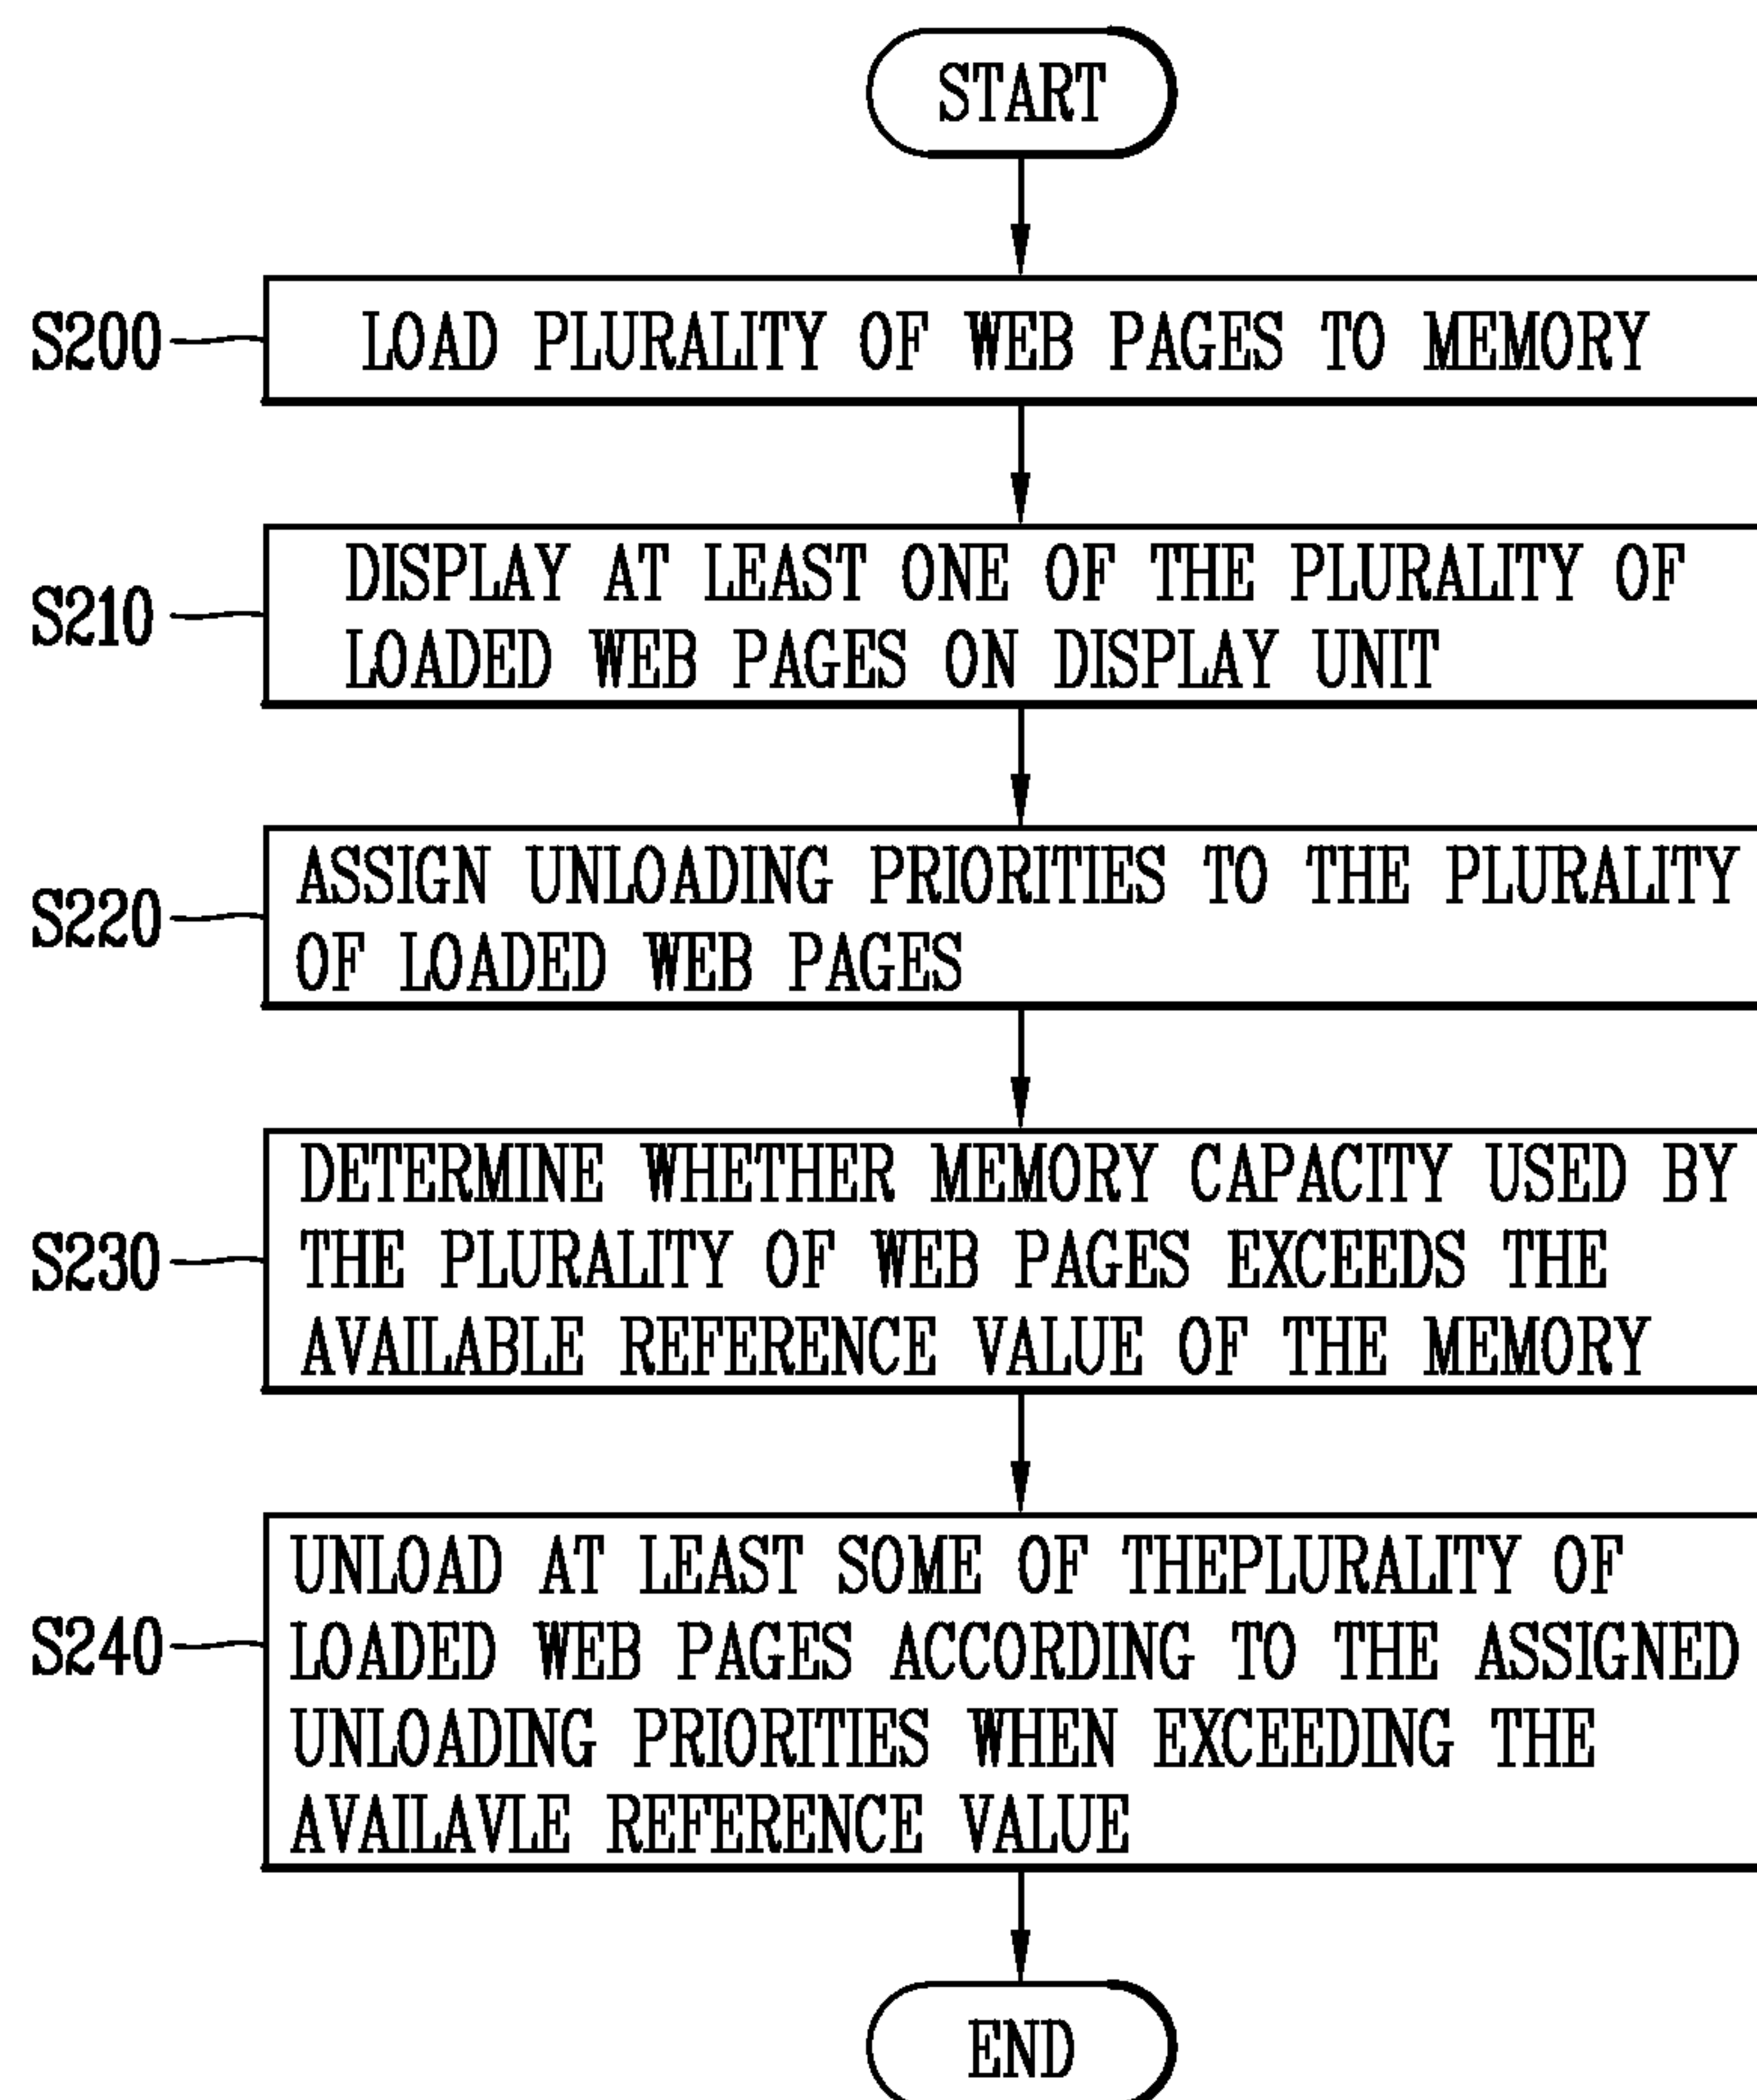 START
S200
LOAD PLURALITY OF WEB PAGES TO MEMORY
S210
DISPLAY AT LEAST ONE OF THE PLURALITY OF
LOADED WEB PAGES ON DISPLAY UNIT
S220
ASSIGN UNLOADING PRIORITIES TO THE PLURALITY
OF LOADED WEB PAGES
S230
DETERMINE WHETHER MEMORY CAPACITY USED BY
THE PLURALITY OF WEB PAGES EXCEEDS THE
AVAILABLE REFERENCE VALUE OF THE MEMORY
S240
UNLOAD AT LEAST SOME OF THEPLURALITY OF
LOADED WEB PAGES ACCORDING TO THE ASSIGNED
UNLOADING PRIORITIES WHEN EXCEEDING THE
AVAILAVLE REFERENCE VALUE
END